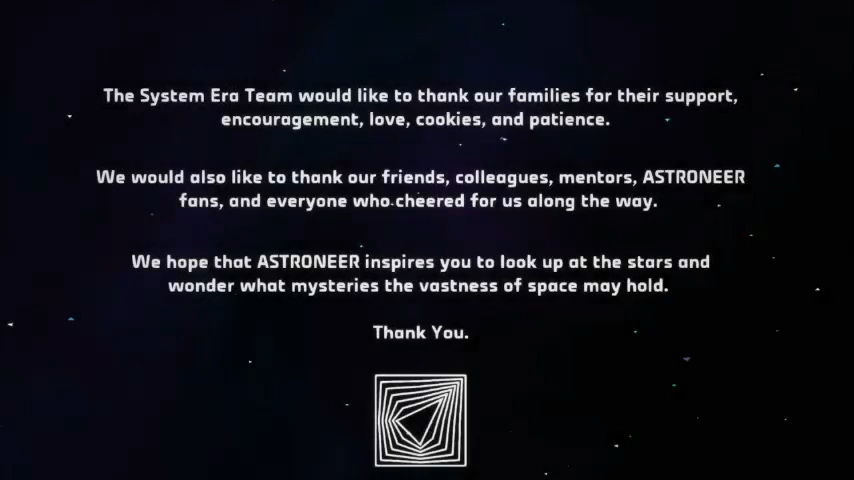 The System Era Team would like to thank our families for their support,
encouragement, love, cookies, and patience.
We would also like to thank our friends, colleagues, mentors, ASTRONEER
fans, and everyone who cheered for us along the way.
We hope that ASTRONEER inspires you to look up at the stars and
wonder what mysteries the vastness of space may hold.
Thank You.